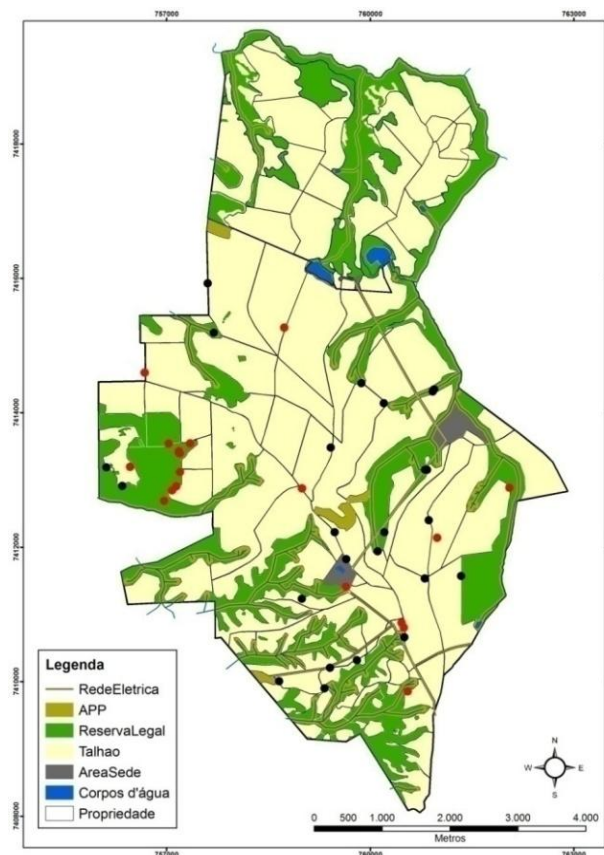 757000 760000 763000
7418000
7416000
7414000
7412000
7410000
7408000
Legenda
RedeEletrica
APP
ReservaLegal
Talhao
AreaSede
Corpos d'água
Propriedade
N
W E
S
0 500 1.000 2.000 3.000 4.000
Metros
757000 760000 763000